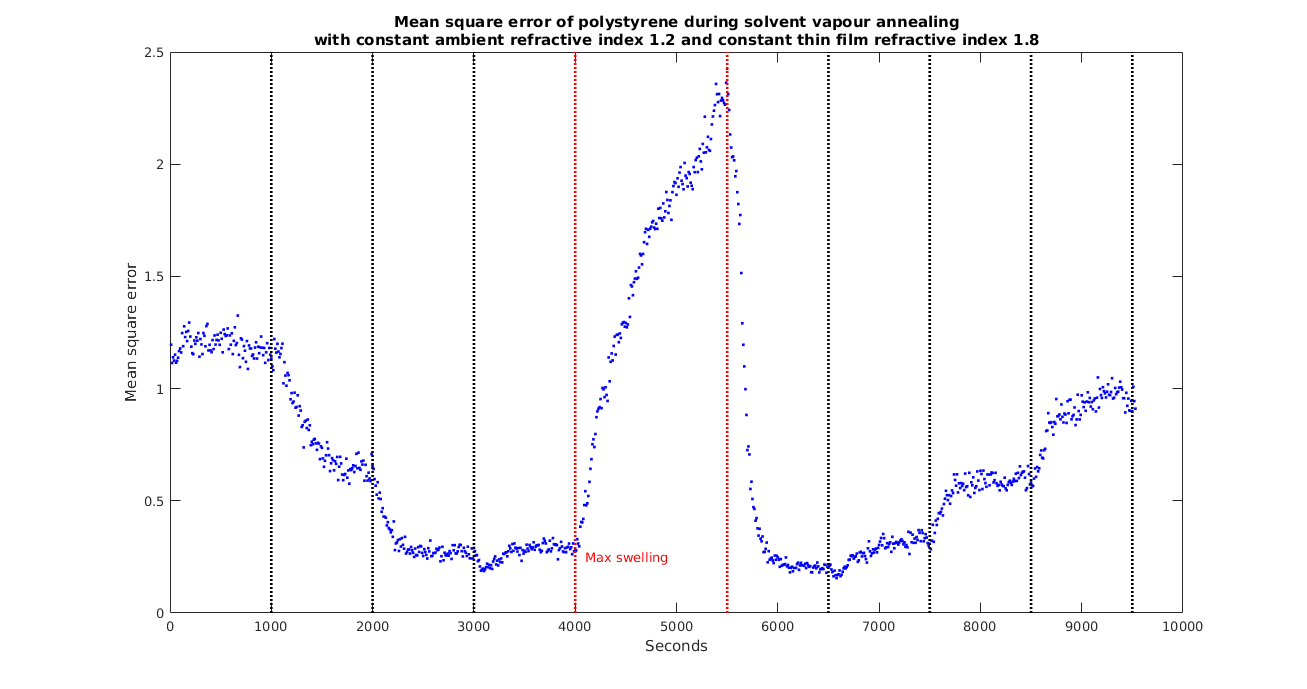 Mean square error of polystyrene during solvent vapour annealing
with constant ambient refractive index 1.2 and constant thin film refractive index 1.8
2.5
2
1.5
1
0.5
0
Mean square error
Max swelling
0 1000 2000 3000 4000 5000 6000 7000 8000 9000 10000
Seconds